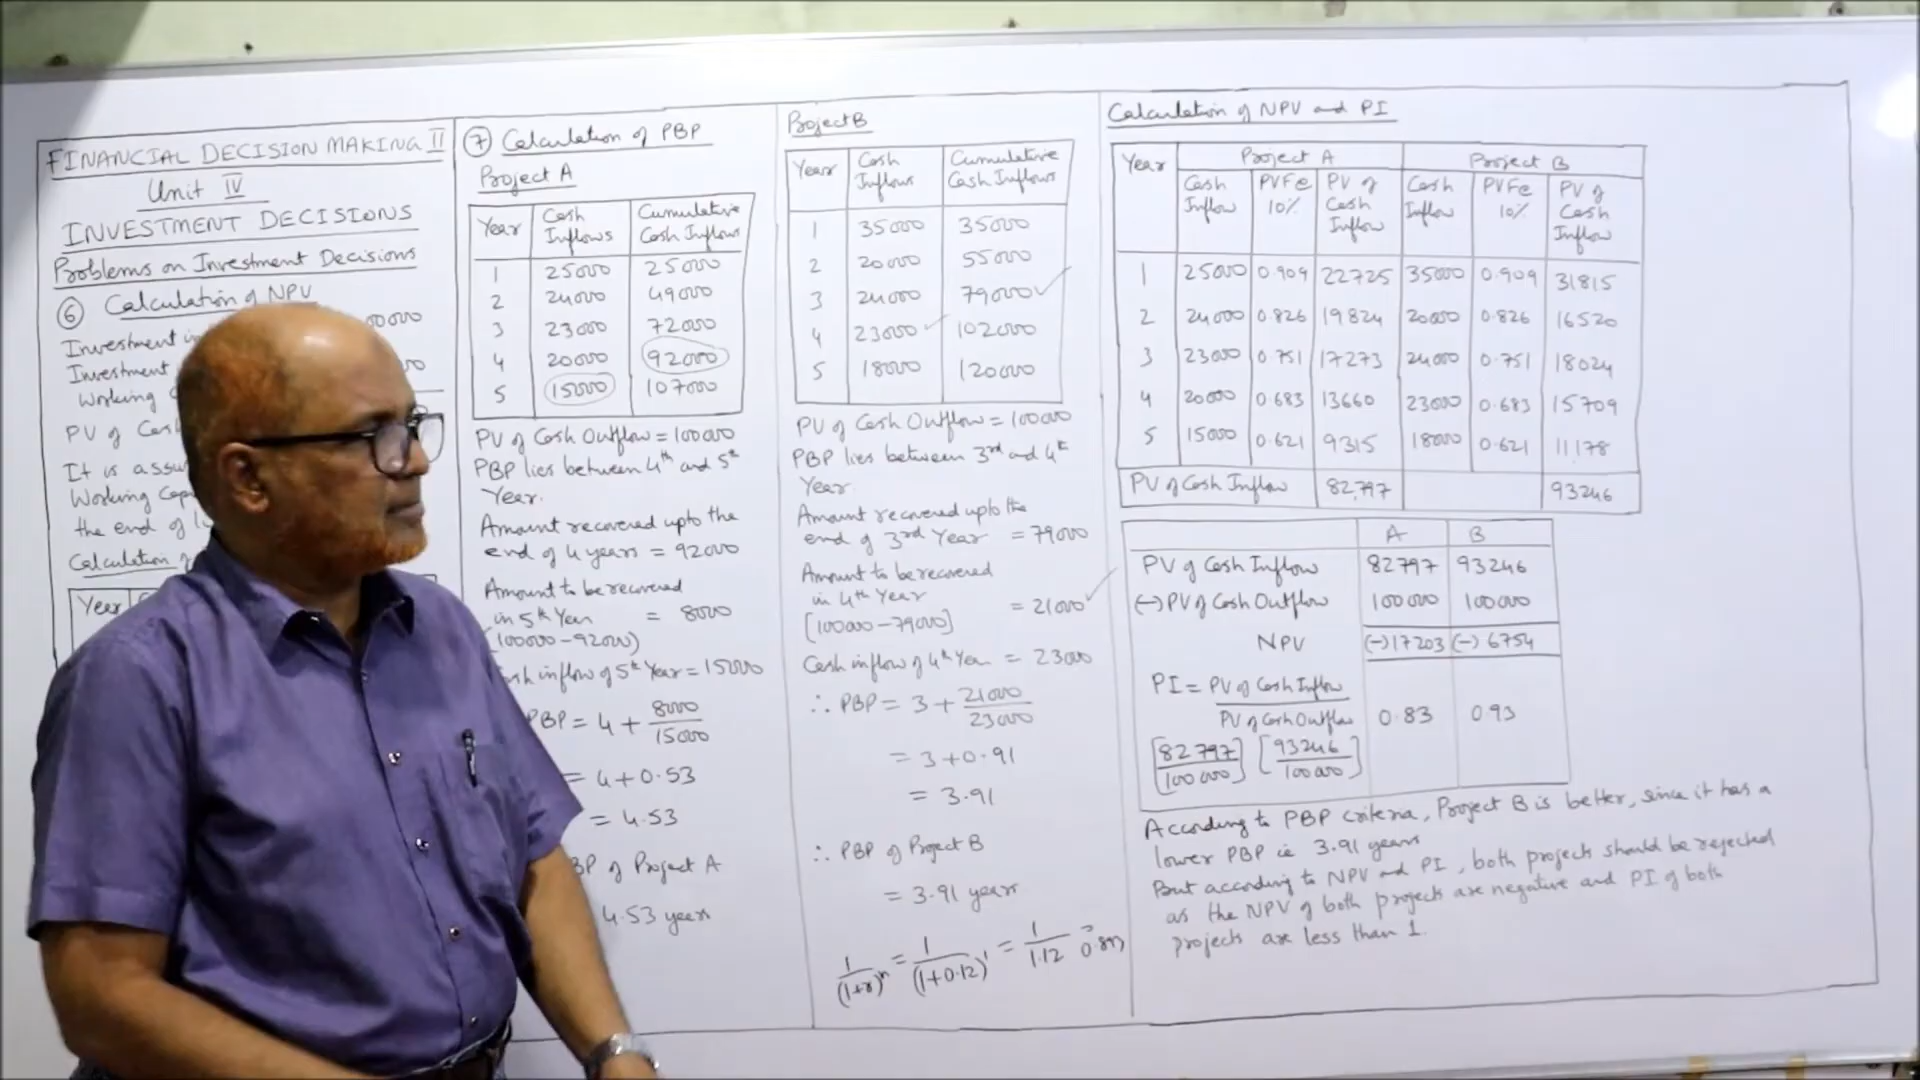 FINANCIAL DECISION MAKING II
Unit IV
INVESTMENT DECISIONS
Problems on Investment Decisions
⑥ Calculation of NPV
Investment
Investment
Working
PV of Cash
It is
Working
the end of
Calculation of
Year
⑦ Calculation of PBP
Project A
Year Cash Inflows Cumulative Cash Inflows
1 25000 25000
2 24000 49000
3 23000 72000
4 20000 92000
5 15000 107000
PV of Cash Outflow = 100000
PBP lies between 4th and 5th
Year.
Amount recovered upto the
end of 4 years = 92000
Amount to be recovered
in 5th Year = 8000
(100000-92000)
inflow of 5th Year = 15000
PBP = 4 + 8000/15000
= 4+0.53
= 4.53
of Project A
4.53 years
Project B
Year Cash Inflows Cumulative Cash Inflows
1 35000 35000
2 20000 55000
3 24000 79000 ✓
4 23000 ✓ 102000
5 18000 120000
PV of Cash Outflow = 100000
PBP lies between 3rd and 4th
Year
Amount recovered upto the
end of 3rd Year = 79000
Amount to be recovered
in 4th Year = 21000 ✓
[100000-79000]
Cash inflow of 4th Year = 23000
∴ PBP = 3 + 21000/23000
= 3+0.91
= 3.91
∴ PBP of Project B
= 3.91 years
1/(1+r)^n = 1/(1+0.12)^1 = 1/1.12 = 0.893
Calculation of NPV and PI
Year Project A Project B
Cash Inflow PVF@ 10% PV of Cash Inflow Cash Inflow PVF@ 10% PV of Cash Inflow
1 25000 0.909 22725 35000 0.909 31815
2 24000 0.826 19824 20000 0.826 16520
3 23000 0.751 17273 24000 0.751 18024
4 20000 0.683 13660 23000 0.683 15709
5 15000 0.621 9315 18000 0.621 11178
PV of Cash Inflow 82,797 93246
A B
PV of Cash Inflow 82797 93246
(-) PV of Cash Outflow 100000 100000
NPV (-)17203 (-) 6754
PI = PV of Cash Inflow
PV of Cash Outflow 0.83 0.93
[82797/100000] [93246/100000]
According to PBP criteria, Project B is better, since it has a
lower PBP ie 3.91 years
But according to NPV and PI, both projects should be rejected
as the NPV of both projects are negative and PI of both
projects are less than 1.